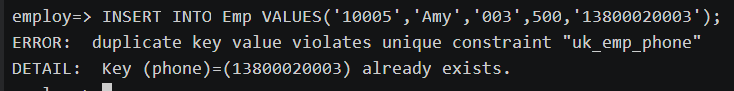 employ=> INSERT INTO Emp VALUES('10005','Amy','003',500,'13800020003');
ERROR:  duplicate key value violates unique constraint "uk_emp_phone"
DETAIL:  Key (phone)=(13800020003) already exists.